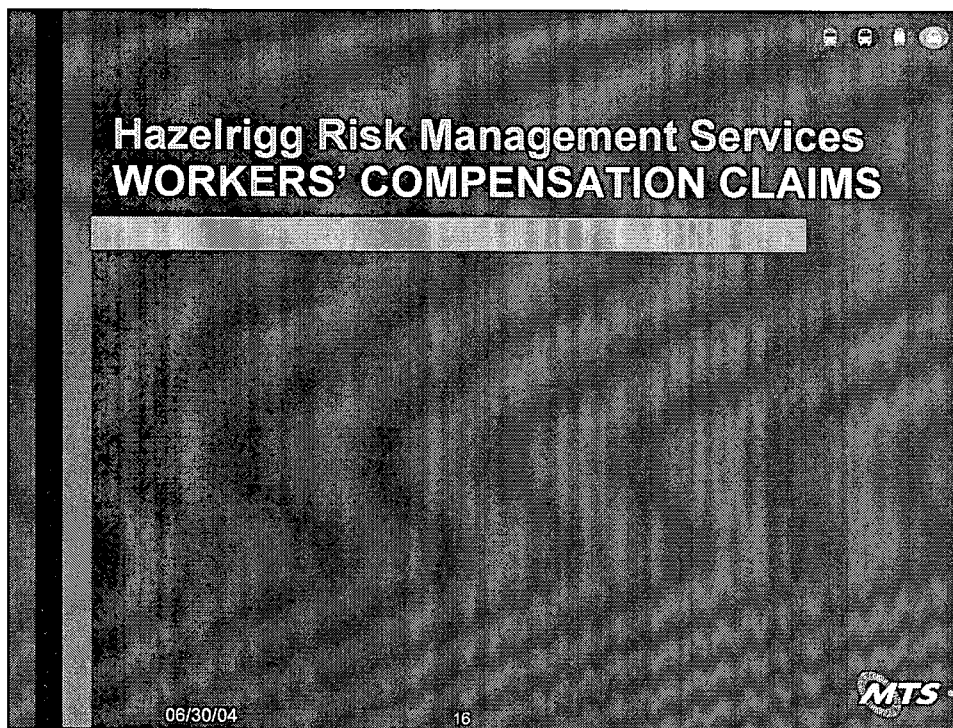 Hazelrigg Risk Management Services
WORKERS' COMPENSATION CLAIMS
MTS
06/30/04
16